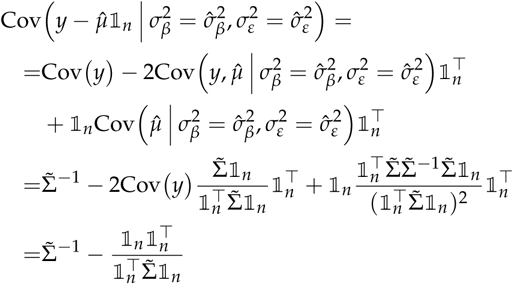 Cov(y − μ̂𝟙ₙ | σ²_β = σ̂²_β, σ²_ε = σ̂²_ε) =
=Cov(y) − 2Cov(y, μ̂ | σ²_β = σ̂²_β, σ²_ε = σ̂²_ε)𝟙ₙ^⊤
+ 𝟙ₙCov(μ̂ | σ²_β = σ̂²_β, σ²_ε = σ̂²_ε)𝟙ₙ^⊤
=Σ̃⁻¹ − 2Cov(y) (Σ̃𝟙ₙ)/(𝟙ₙ^⊤Σ̃𝟙ₙ) 𝟙ₙ^⊤ + 𝟙ₙ (𝟙ₙ^⊤Σ̃Σ̃⁻¹Σ̃𝟙ₙ)/((𝟙ₙ^⊤Σ̃𝟙ₙ)²) 𝟙ₙ^⊤
=Σ̃⁻¹ − (𝟙ₙ𝟙ₙ^⊤)/(𝟙ₙ^⊤Σ̃𝟙ₙ)